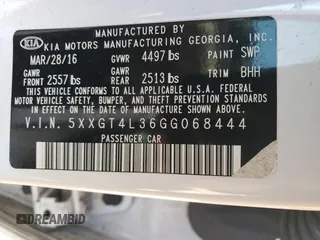 KIA KIA MOTORS MANUFACTURING GEORGIA, INC.
MAR/28/16 GVWR 4497 lbs PAINT SWP
GAWR FRONT 2557 lbs GAWR REAR 2513 lbs TRIM BHH
THIS VEHICLE CONFORMS TO ALL APPLICABLE
U.S. FEDERAL MOTOR VEHICLE SAFETY,
BUMPER, AND THEFT PREVENTION STANDARDS
IN EFFECT ON THE DATE OF MANUFACTURE
SHOWN ABOVE.
V.I.N. 5XXGT4L36GG068444
PASSENGER CAR
DREAMBID